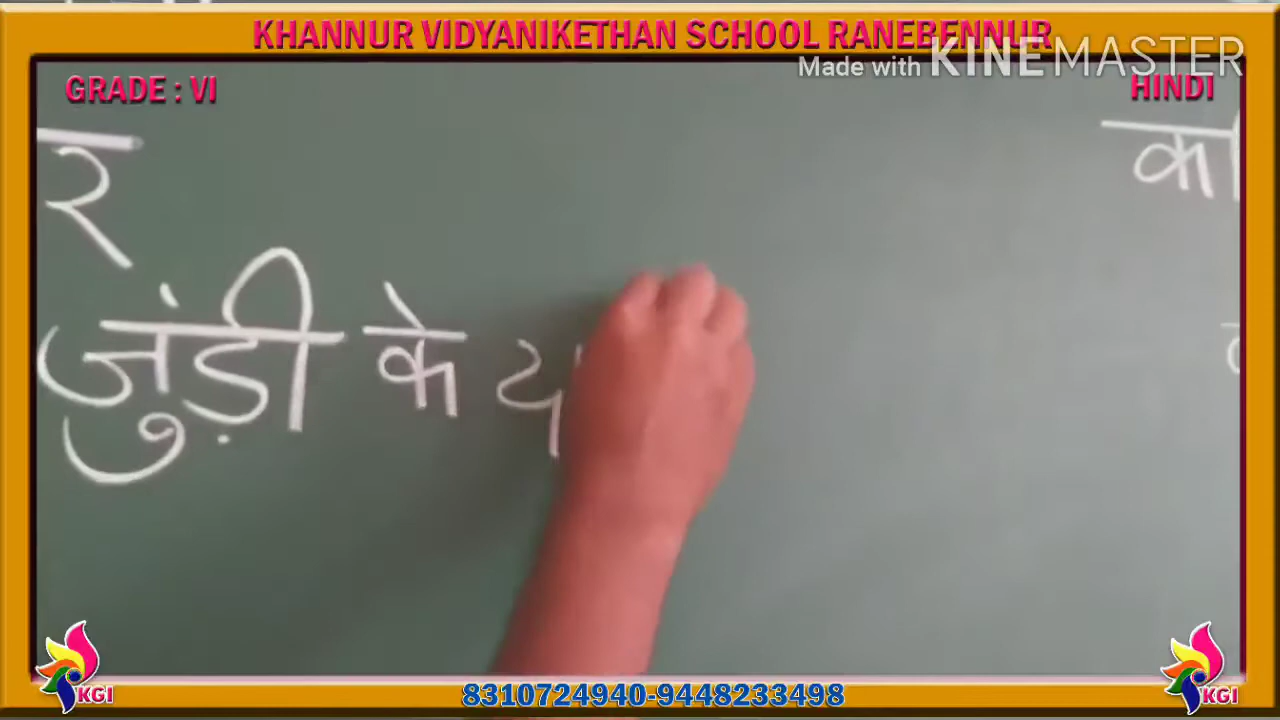 KHANNUR VIDYANIKETHAN SCHOOL RANEBENNUR
Made with KINEMASTER
GRADE : VI
HINDI
र
जुंड़ी के
8310724940-9448233498
KGI
KGI